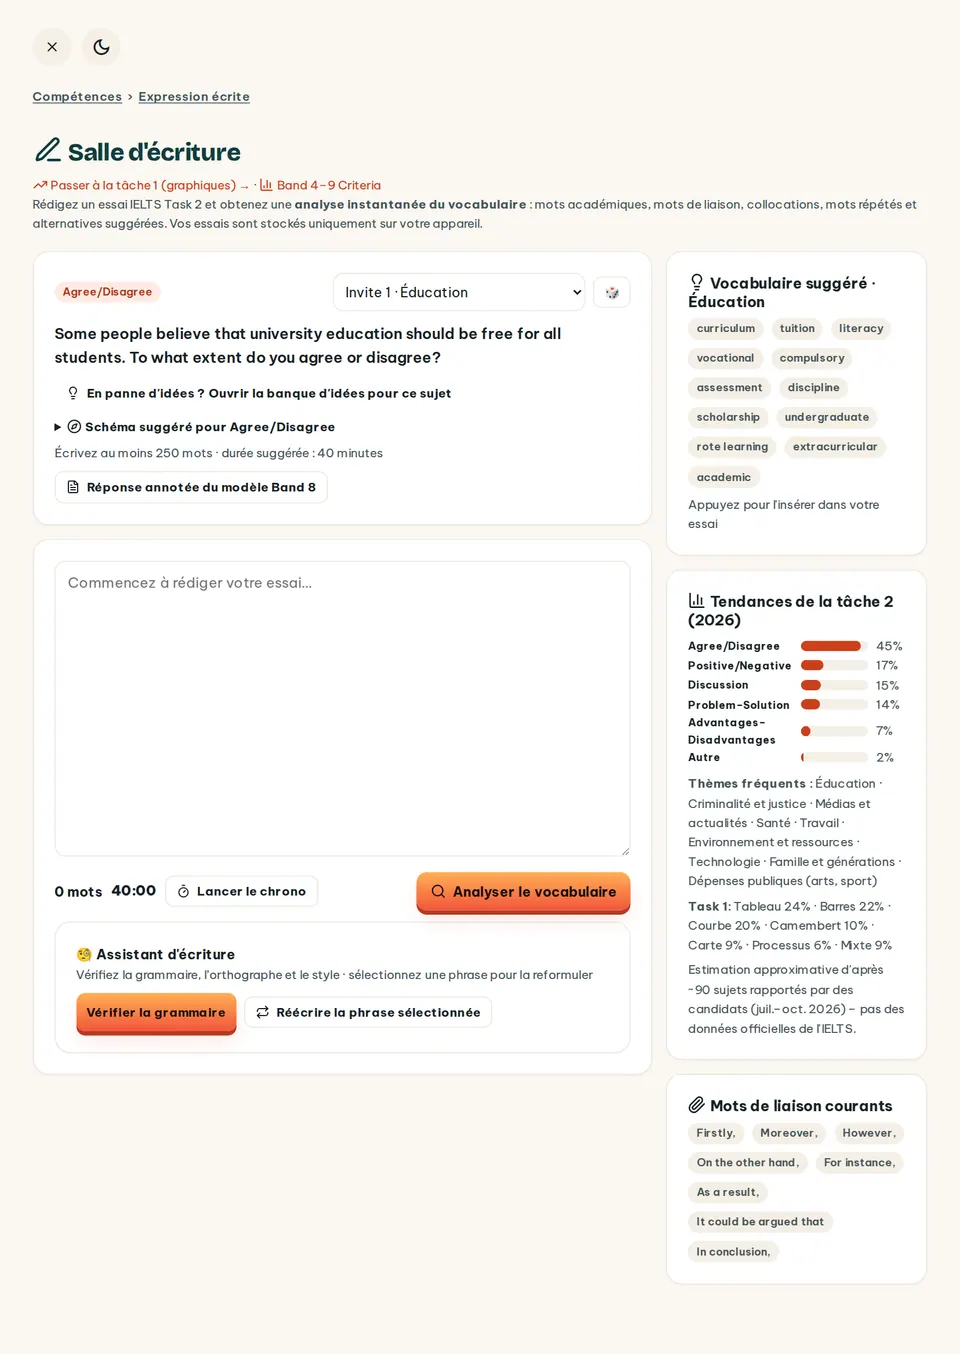 Compétences › Expression écrite
Salle d'écriture
Passer à la tâche 1 (graphiques) → · Band 4–9 Criteria
Rédigez un essai IELTS Task 2 et obtenez une analyse instantanée du vocabulaire : mots académiques, mots de liaison, collocations, mots répétés et
alternatives suggérées. Vos essais sont stockés uniquement sur votre appareil.
Agree/Disagree
Invite 1 · Éducation
Some people believe that university education should be free for all
students. To what extent do you agree or disagree?
En panne d'idées ? Ouvrir la banque d'idées pour ce sujet
Schéma suggéré pour Agree/Disagree
Écrivez au moins 250 mots · durée suggérée : 40 minutes
Réponse annotée du modèle Band 8
Commencez à rédiger votre essai...
0 mots 40:00 Lancer le chrono
Analyser le vocabulaire
Assistant d'écriture
Vérifiez la grammaire, l'orthographe et le style · sélectionnez une phrase pour la reformuler
Vérifier la grammaire
Réécrire la phrase sélectionnée
Vocabulaire suggéré ·
Éducation
curriculum tuition literacy
vocational compulsory
assessment discipline
scholarship undergraduate
rote learning extracurricular
academic
Appuyez pour l'insérer dans votre
essai
Tendances de la tâche 2
(2026)
Agree/Disagree 45%
Positive/Negative 17%
Discussion 15%
Problem-Solution 14%
Advantages-
Disadvantages 7%
Autre 2%
Thèmes fréquents : Éducation ·
Criminalité et justice · Médias et
actualités · Santé · Travail ·
Environnement et ressources ·
Technologie · Famille et générations ·
Dépenses publiques (arts, sport)
Task 1: Tableau 24% · Barres 22% ·
Courbe 20% · Camembert 10% ·
Carte 9% · Processus 6% · Mixte 9%
Estimation approximative d'après
~90 sujets rapportés par des
candidats (juil.–oct. 2026) – pas des
données officielles de l'IELTS.
Mots de liaison courants
Firstly, Moreover, However,
On the other hand, For instance,
As a result,
It could be argued that
In conclusion,